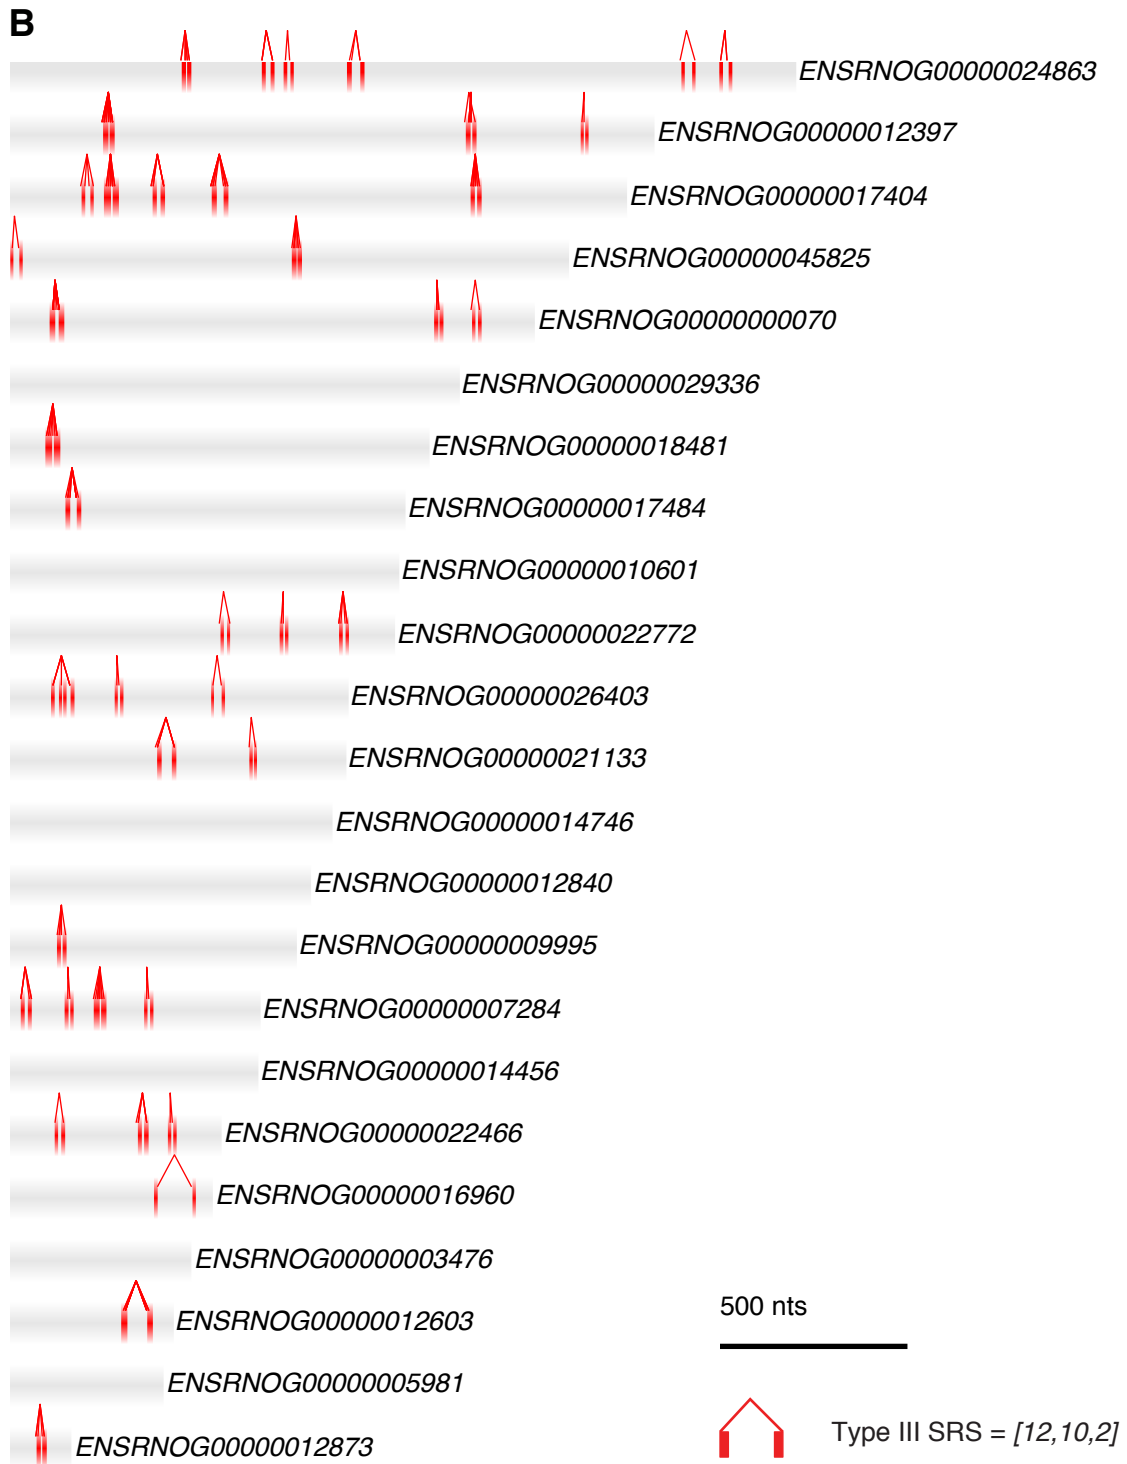 B
ENSRNOG00000024863
ENSRNOG00000012397
ENSRNOG00000017404
ENSRNOG00000045825
ENSRNOG00000000070
ENSRNOG00000029336
ENSRNOG00000018481
ENSRNOG00000017484
ENSRNOG00000010601
ENSRNOG00000022772
ENSRNOG00000026403
ENSRNOG00000021133
ENSRNOG00000014746
ENSRNOG00000012840
ENSRNOG00000009995
ENSRNOG00000007284
ENSRNOG00000014456
ENSRNOG00000022466
ENSRNOG00000016960
ENSRNOG00000003476
ENSRNOG00000012603
500 nts
ENSRNOG00000005981
Type III SRS = [12,10,2]
ENSRNOG00000012873